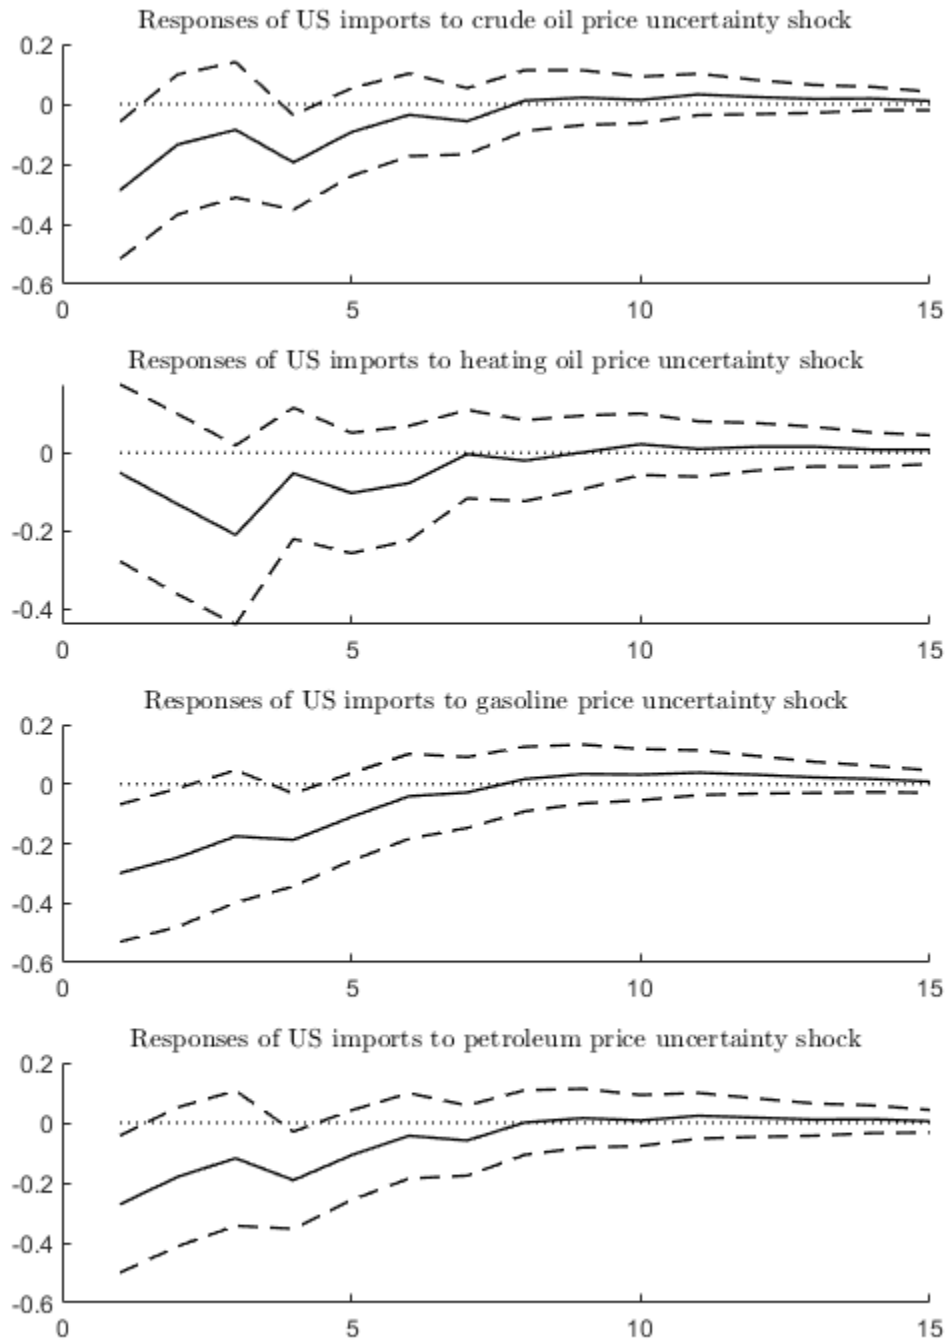 Responses of US imports to crude oil price uncertainty shock
0.2
0
-0.2
-0.4
-0.6
0 5 10 15
Responses of US imports to heating oil price uncertainty shock
0
-0.2
-0.4
0 5 10 15
Responses of US imports to gasoline price uncertainty shock
0.2
0
-0.2
-0.4
-0.6
0 5 10 15
Responses of US imports to petroleum price uncertainty shock
0.2
0
-0.2
-0.4
-0.6
0 5 10 15